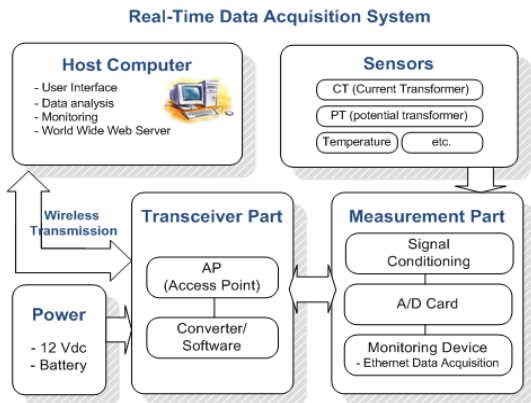 Real-Time Data Acquisition System
Host Computer
- User Interface
- Data analysis
- Monitoring
- World Wide Web Server
Sensors
CT (Current Transformer)
PT (potential transformer)
Temperature
etc.
Wireless
Transmission
Transceiver Part
AP
(Access Point)
Converter/
Software
Measurement Part
Signal
Conditioning
A/D Card
Monitoring Device
- Ethernet Data Acquisition
Power
- 12 Vdc
- Battery